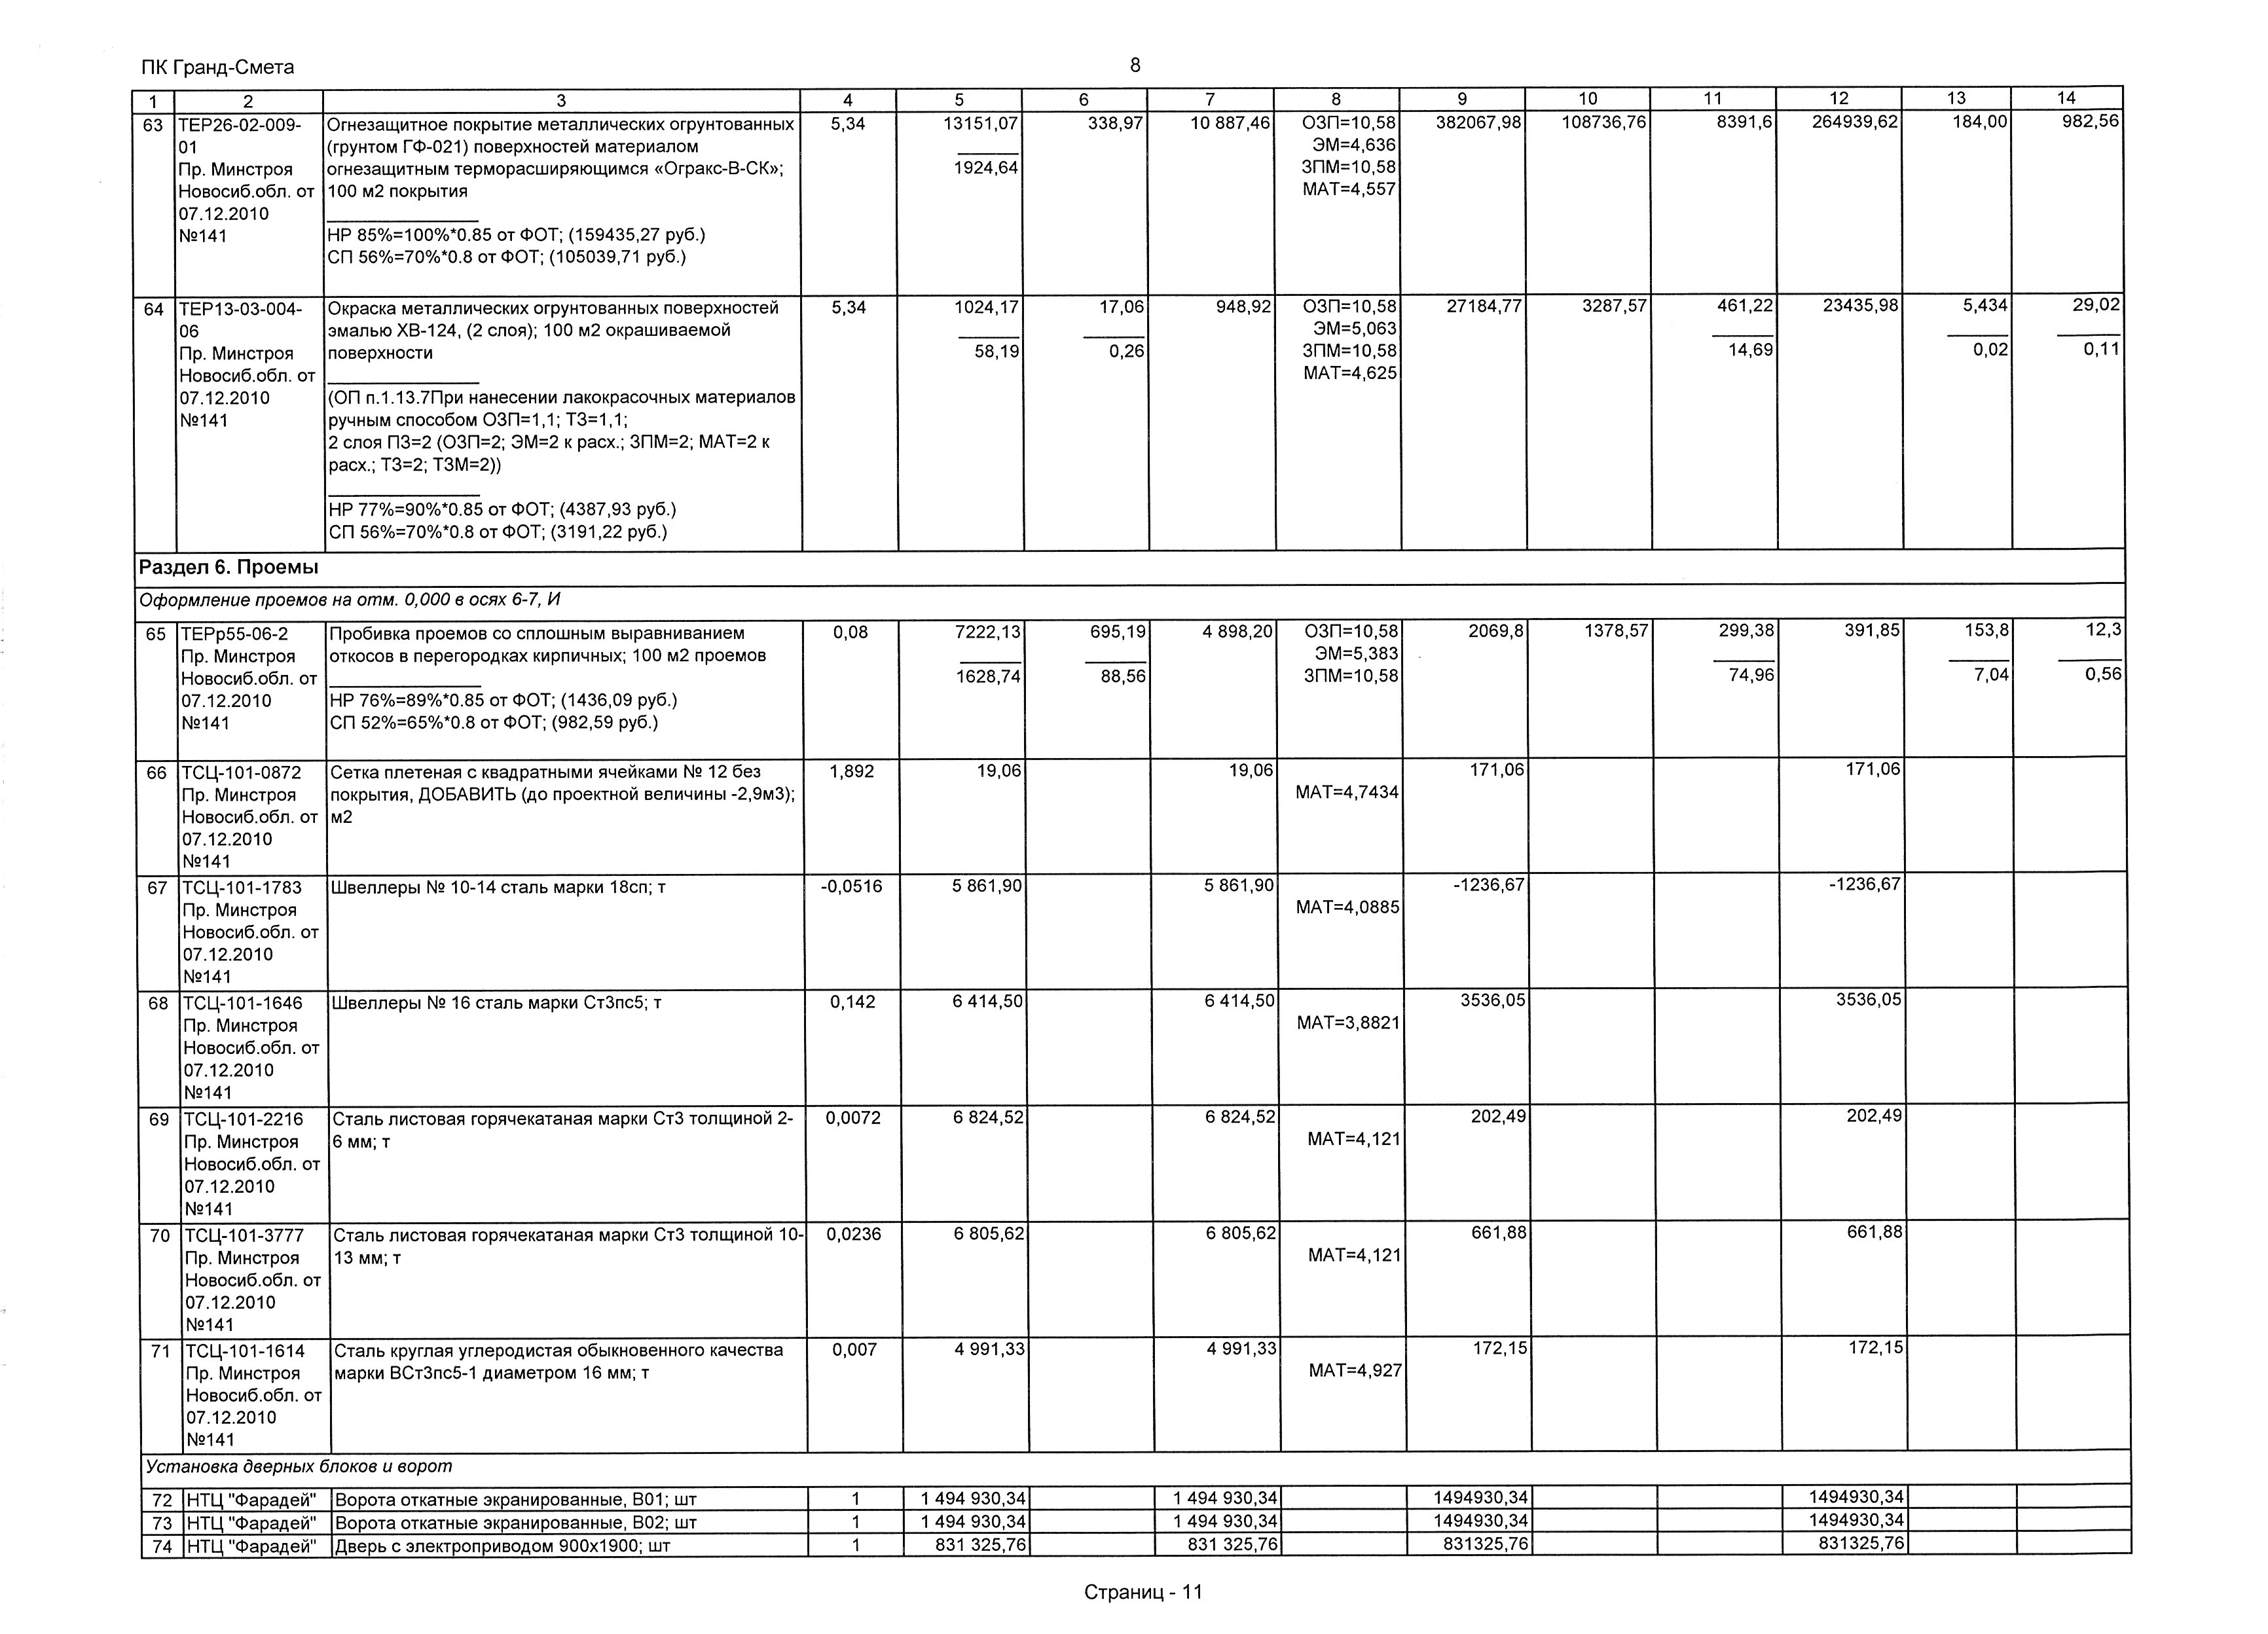 ПК Гранд-Смета
8
1 2 3 4 5 6 7 8 9 10 11 12 13 14
63 ТЕР26-02-009- Огнезащитное покрытие металлических огрунтованных 5,34 13151,07 338,97 10 887,46 ОЗП=10,58 382067,98 108736,76 8391,6 264939,62 184,00 982,56
01 (грунтом ГФ-021) поверхностей материалом ЭМ=4,636
Пр. Минстроя огнезащитным терморасширяющимся «Огракс-В-СК»; 1924,64 ЗПМ=10,58
Новосиб.обл. от 100 м2 покрытия МАТ=4,557
07.12.2010
№141 НР 85%=100%*0.85 от ФОТ; (159435,27 руб.)
СП 56%=70%*0.8 от ФОТ; (105039,71 руб.)
64 ТЕР13-03-004- Окраска металлических огрунтованных поверхностей 5,34 1024,17 17,06 948,92 ОЗП=10,58 27184,77 3287,57 461,22 23435,98 5,434 29,02
06 эмалью ХВ-124, (2 слоя); 100 м2 окрашиваемой ЭМ=5,063
Пр. Минстроя поверхности 58,19 0,26 ЗПМ=10,58 14,69 0,02 0,11
Новосиб.обл. от МАТ=4,625
07.12.2010 (ОП п.1.13.7При нанесении лакокрасочных материалов
№141 ручным способом ОЗП=1,1; ТЗ=1,1;
2 слоя ПЗ=2 (ОЗП=2; ЭМ=2 к расх.; ЗПМ=2; МАТ=2 к
расх.; ТЗ=2; ТЗМ=2))
НР 77%=90%*0.85 от ФОТ; (4387,93 руб.)
СП 56%=70%*0.8 от ФОТ; (3191,22 руб.)
Раздел 6. Проемы
Оформление проемов на отм. 0,000 в осях 6-7, И
65 ТЕРр55-06-2 Пробивка проемов со сплошным выравниванием 0,08 7222,13 695,19 4 898,20 ОЗП=10,58 2069,8 1378,57 299,38 391,85 153,8 12,3
Пр. Минстроя откосов в перегородках кирпичных; 100 м2 проемов ЭМ=5,383
Новосиб.обл. от 1628,74 88,56 ЗПМ=10,58 74,96 7,04 0,56
07.12.2010 НР 76%=89%*0.85 от ФОТ; (1436,09 руб.)
№141 СП 52%=65%*0.8 от ФОТ; (982,59 руб.)
66 ТСЦ-101-0872 Сетка плетеная с квадратными ячейками № 12 без 1,892 19,06 19,06 171,06 171,06
Пр. Минстроя покрытия, ДОБАВИТЬ (до проектной величины -2,9м3); МАТ=4,7434
Новосиб.обл. от м2
07.12.2010
№141
67 ТСЦ-101-1783 Швеллеры № 10-14 сталь марки 18сп; т -0,0516 5 861,90 5 861,90 -1236,67 -1236,67
Пр. Минстроя МАТ=4,0885
Новосиб.обл. от
07.12.2010
№141
68 ТСЦ-101-1646 Швеллеры № 16 сталь марки Ст3пс5; т 0,142 6 414,50 6 414,50 3536,05 3536,05
Пр. Минстроя МАТ=3,8821
Новосиб.обл. от
07.12.2010
№141
69 ТСЦ-101-2216 Сталь листовая горячекатаная марки Ст3 толщиной 2- 0,0072 6 824,52 6 824,52 202,49 202,49
Пр. Минстроя 6 мм; т МАТ=4,121
Новосиб.обл. от
07.12.2010
№141
70 ТСЦ-101-3777 Сталь листовая горячекатаная марки Ст3 толщиной 10- 0,0236 6 805,62 6 805,62 661,88 661,88
Пр. Минстроя 13 мм; т МАТ=4,121
Новосиб.обл. от
07.12.2010
№141
71 ТСЦ-101-1614 Сталь круглая углеродистая обыкновенного качества 0,007 4 991,33 4 991,33 172,15 172,15
Пр. Минстроя марки ВСт3пс5-1 диаметром 16 мм; т МАТ=4,927
Новосиб.обл. от
07.12.2010
№141
Установка дверных блоков и ворот
72 НТЦ "Фарадей" Ворота откатные экранированные, В01; шт 1 1 494 930,34 1 494 930,34 1494930,34 1494930,34
73 НТЦ "Фарадей" Ворота откатные экранированные, В02; шт 1 1 494 930,34 1 494 930,34 1494930,34 1494930,34
74 НТЦ "Фарадей" Дверь с электроприводом 900х1900; шт 1 831 325,76 831 325,76 831325,76 831325,76
Страниц - 11